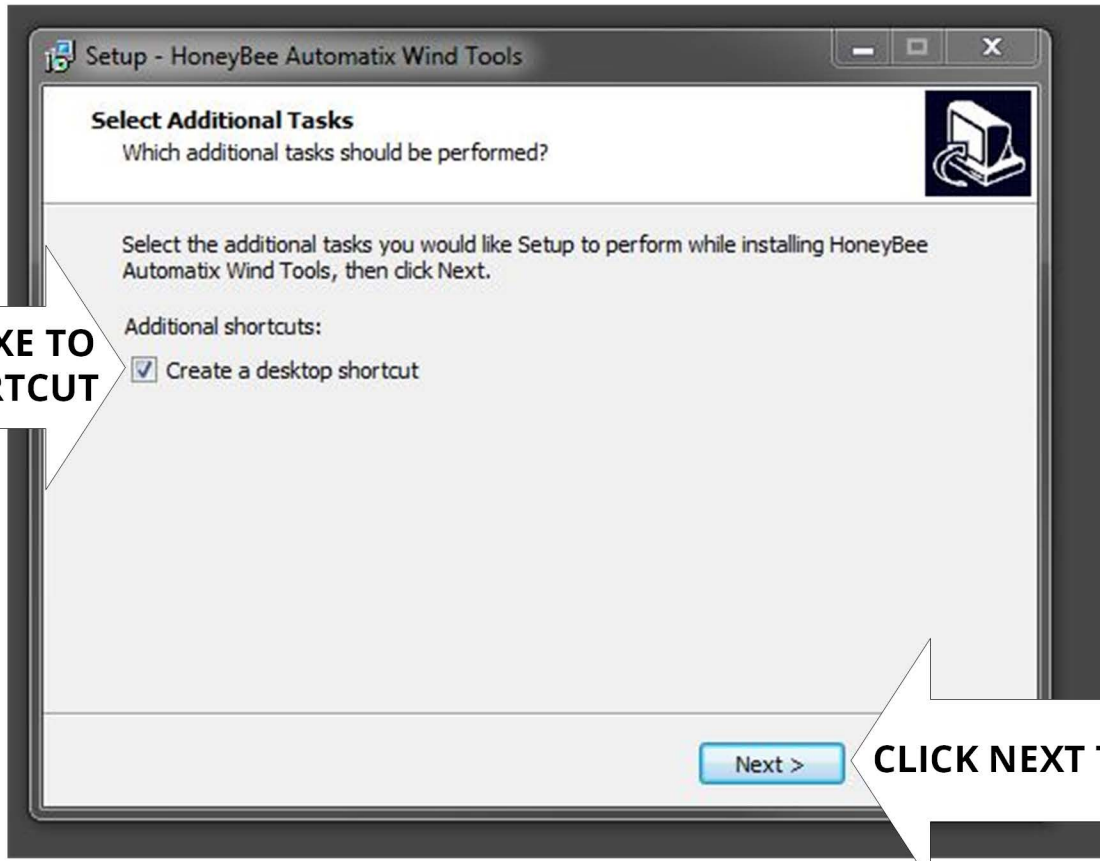 Setup - HoneyBee Automatix Wind Tools
Select Additional Tasks
Which additional tasks should be performed?
Select the additional tasks you would like Setup to perform while installing HoneyBee
Automatix Wind Tools, then click Next.
Additional shortcuts:
Create a desktop shortcut
TO
Next >
CLICK NEXT